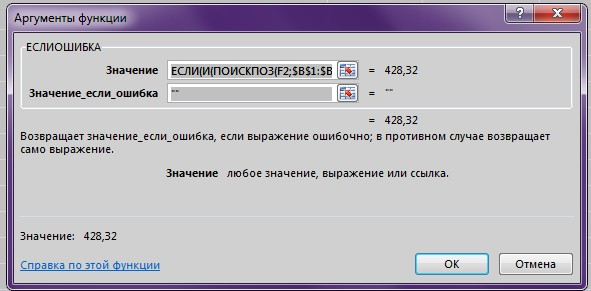 Аргументы функции
ЕСЛИОШИБКА
Значение ЕСЛИ(И(ПОИСКПОЗ(F2;$B$1:$B = 428,32
Значение_если_ошибка "" = ""
= 428,32
Возвращает значение_если_ошибка, если выражение ошибочно; в противном случае возвращает
само выражение.
Значение любое значение, выражение или ссылка.
Значение: 428,32
Справка по этой функции
ОК Отмена